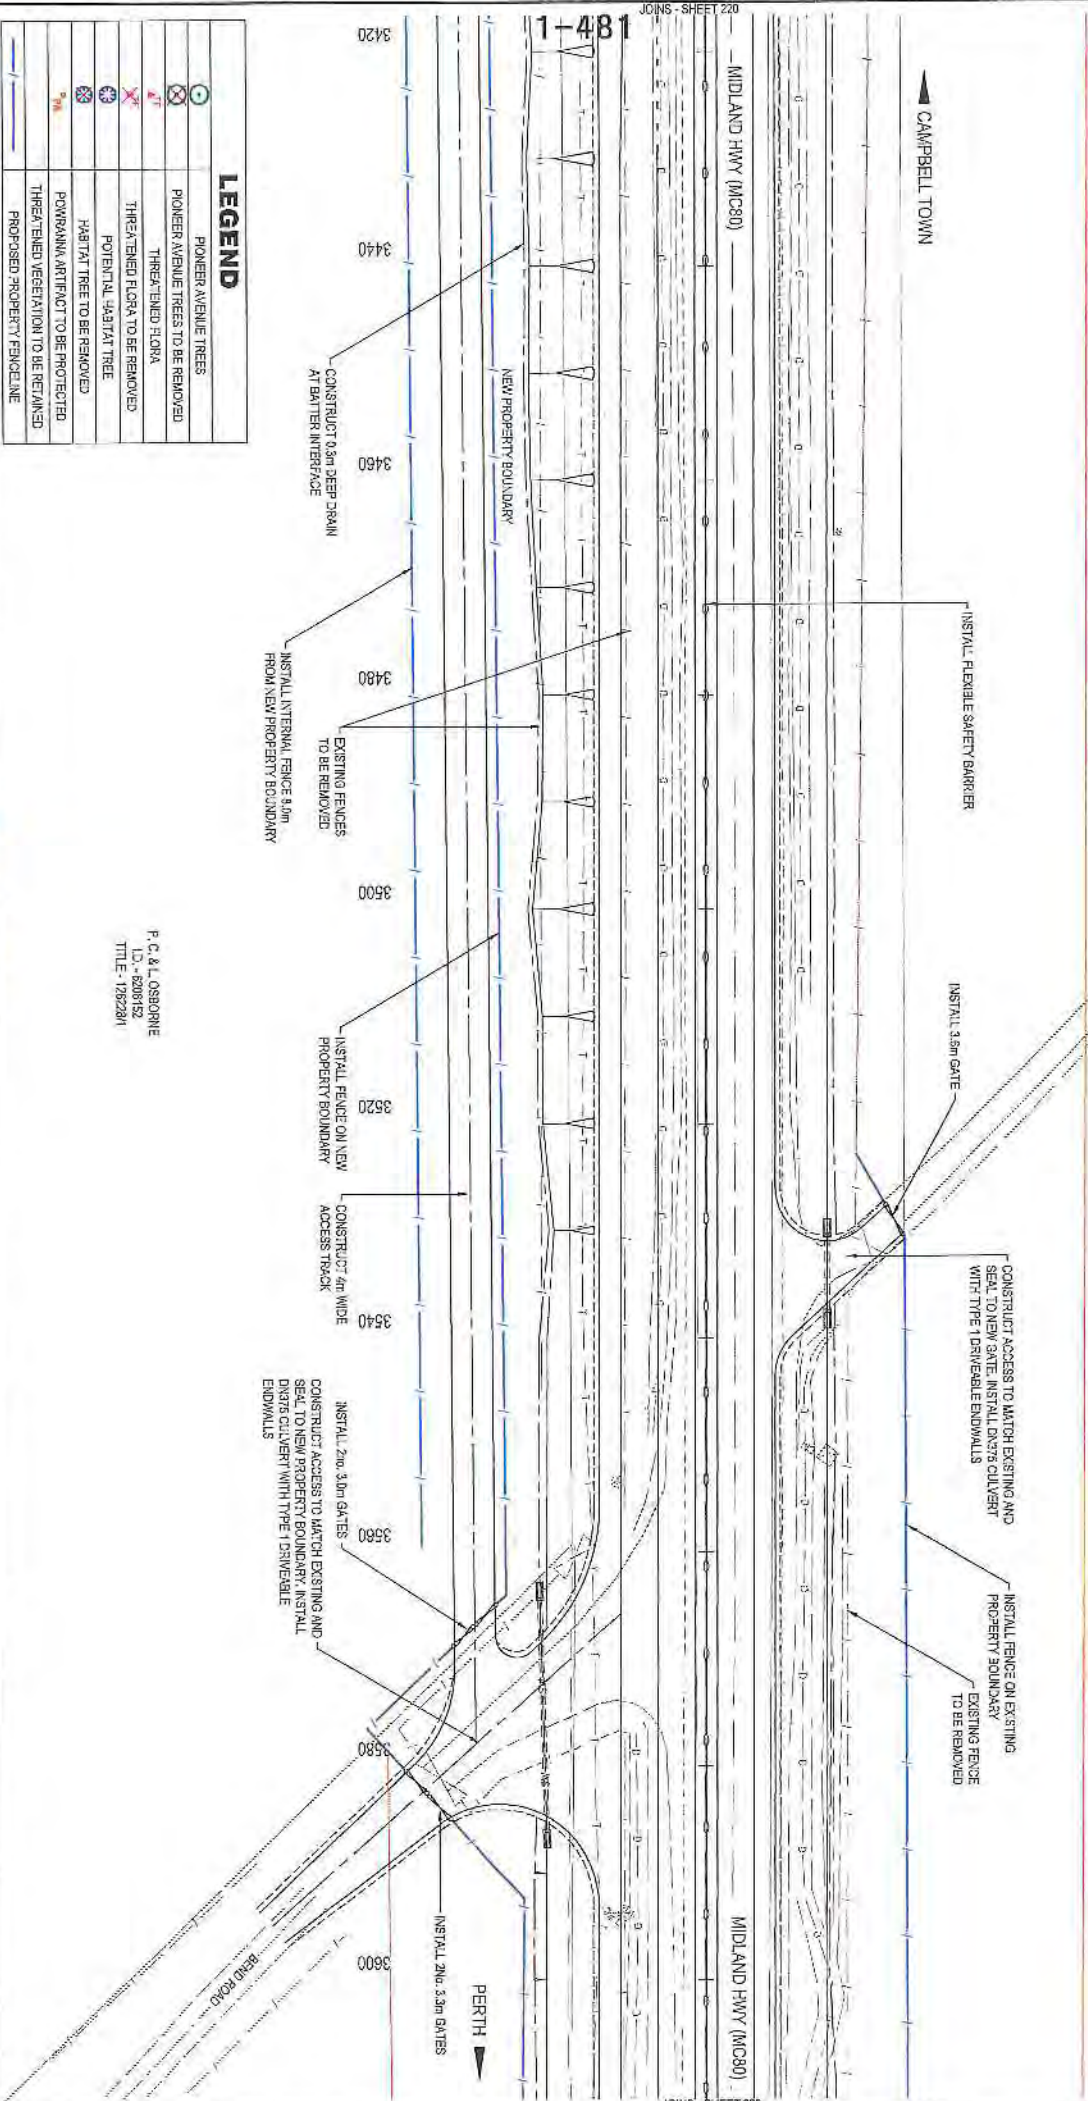 JOINS - SHEET 220
1-481
CAMPBELL TOWN
MIDLAND HWY (MC80)
INSTALL FLEXIBLE SAFETY BARRIER
INSTALL 3.6m GATE
CONSTRUCT ACCESS TO MATCH EXISTING AND
SEAL TO NEW GATE. INSTALL DN375 CULVERT
WITH TYPE 1 DRIVEABLE ENDWALLS
INSTALL FENCE ON EXISTING
PROPERTY BOUNDARY
EXISTING FENCE
TO BE REMOVED
MIDLAND HWY (MC80)
PERTH
NEW PROPERTY BOUNDARY
3420
3440
3460
3480
3500
3520
3540
3560
3580
3600
CONSTRUCT 0.3m DEEP DRAIN
AT BATTER INTERFACE
INSTALL INTERNAL FENCE 8.0m
FROM NEW PROPERTY BOUNDARY
EXISTING FENCES
TO BE REMOVED
INSTALL FENCE ON NEW
PROPERTY BOUNDARY
CONSTRUCT 4m WIDE
ACCESS TRACK
INSTALL 2no. 3.0m GATES
CONSTRUCT ACCESS TO MATCH EXISTING AND
SEAL TO NEW PROPERTY BOUNDARY. INSTALL
DN375 CULVERT WITH TYPE 1 DRIVEABLE
ENDWALLS
INSTALL 2No. 3.3m GATES
BEND ROAD
P, C, & L, OSBORNE
I.D. - 6208152
TITLE - 126228/1
LEGEND
PIONEER AVENUE TREES
PIONEER AVENUE TREES TO BE REMOVED
THREATENED FLORA
THREATENED FLORA TO BE REMOVED
POTENTIAL HABITAT TREE
HABITAT TREE TO BE REMOVED
POWRANNA ARTIFACT TO BE PROTECTED
THREATENED VEGETATION TO BE RETAINED
PROPOSED PROPERTY FENCELINE